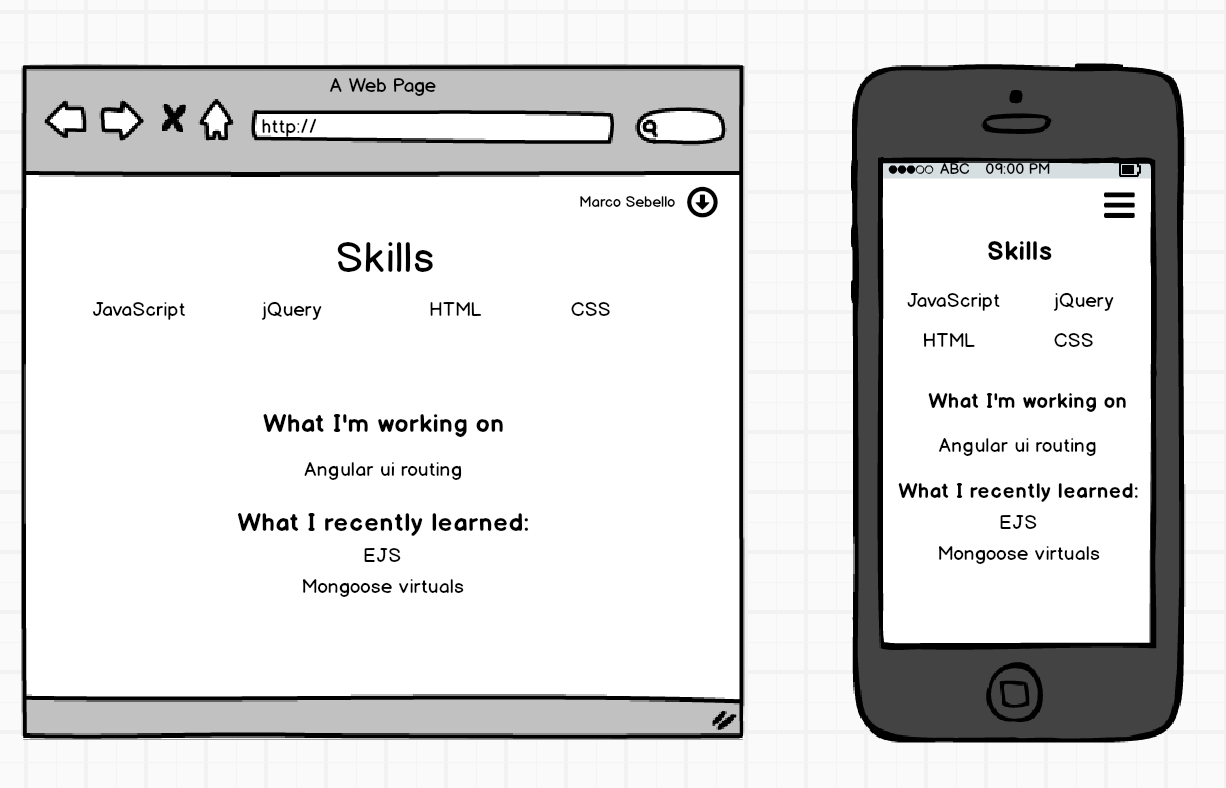 A Web Page
http://
Marco Sebello
Skills
JavaScript jQuery HTML CSS
What I'm working on
Angular ui routing
What I recently learned:
EJS
Mongoose virtuals
ABC 09:00 PM
Skills
JavaScript jQuery
HTML CSS
What I'm working on
Angular ui routing
What I recently learned:
EJS
Mongoose virtuals